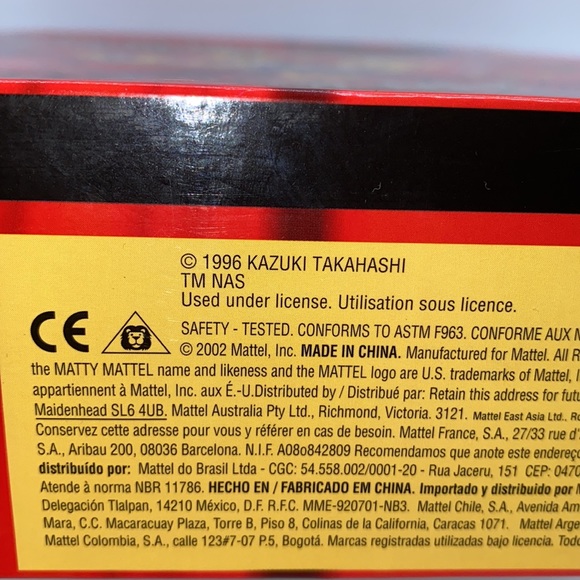 © 1996 KAZUKI TAKAHASHI
TM NAS
Used under license. Utilisation sous licence.
CE
SAFETY - TESTED. CONFORMS TO ASTM F963. CONFORME AUX
© 2002 Mattel, Inc. MADE IN CHINA. Manufactured for Mattel. All
the MATTY MATTEL name and likeness and the MATTEL logo are U.S. trademarks of Mattel,
appartiennent à Mattel, Inc. aux É.-U.Distributed by / Distribué par: Retain this address for
Maidenhead SL6 4UB. Mattel Australia Pty Ltd., Richmond, Victoria. 3121. Mattel East Asia Ltd.,
Conservez cette adresse pour vous y référer en cas de besoin. Mattel France, S.A., 27/33 rue
S.A., Aribau 200, 08036 Barcelona. N.I.F. A08o842809 Recomendamos que anote este
distribuído por: Mattel do Brasil Ltda - CGC: 54.558.002/0001-20 - Rua Jaceru, 151 CEP:
Atende à norma NBR 11786. HECHO EN / FABRICADO EM CHINA. Importado y distribuido por
Delegación Tlalpan, 14210 México, D.F. R.F.C. MME-920701-NB3. Mattel Chile, S.A., Avenida
Mara, C.C. Macaracuay Plaza, Torre B, Piso 8, Colinas de la California, Caracas 1071. Mattel
Mattel Colombia, S.A., calle 123#7-07 P.5, Bogotá. Marcas registradas utilizadas bajo licencia.